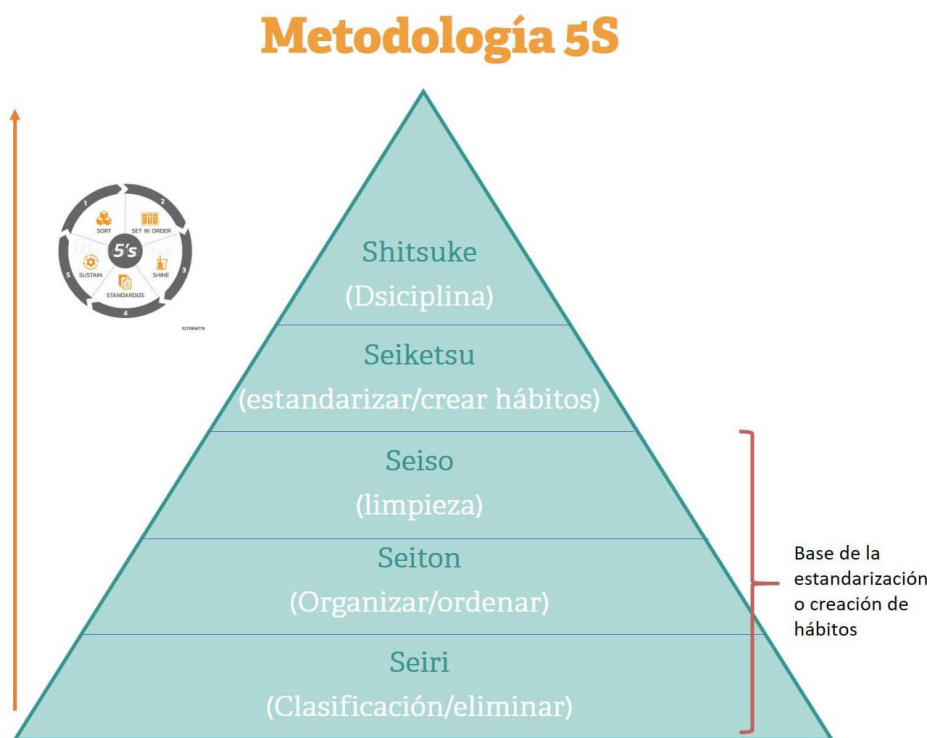 Metodología 5S
1
2
SORT
SET IN ORDER
5's
5
SUSTAIN
SHINE
3
STANDARDIZE
4
Shitsuke
(Dsiciplina)
Seiketsu
(estandarizar/crear hábitos)
Seiso
(limpieza)
Seiton
(Organizar/ordenar)
Seiri
(Clasificación/eliminar)
Base de la
estandarización
o creación de
hábitos